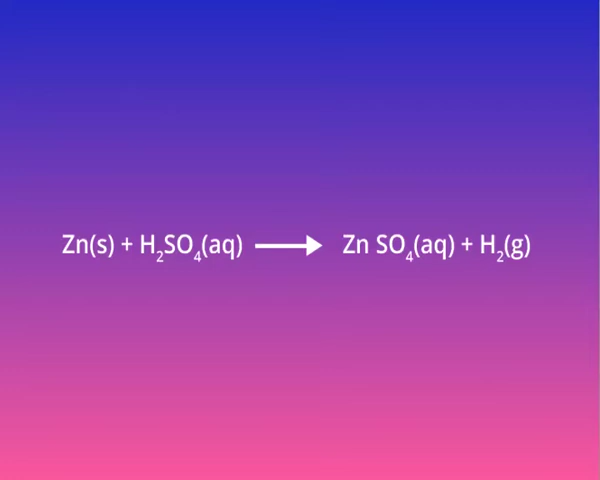 Zn(s) + H₂SO₄(aq) ⟶ Zn SO₄(aq) + H₂(g)